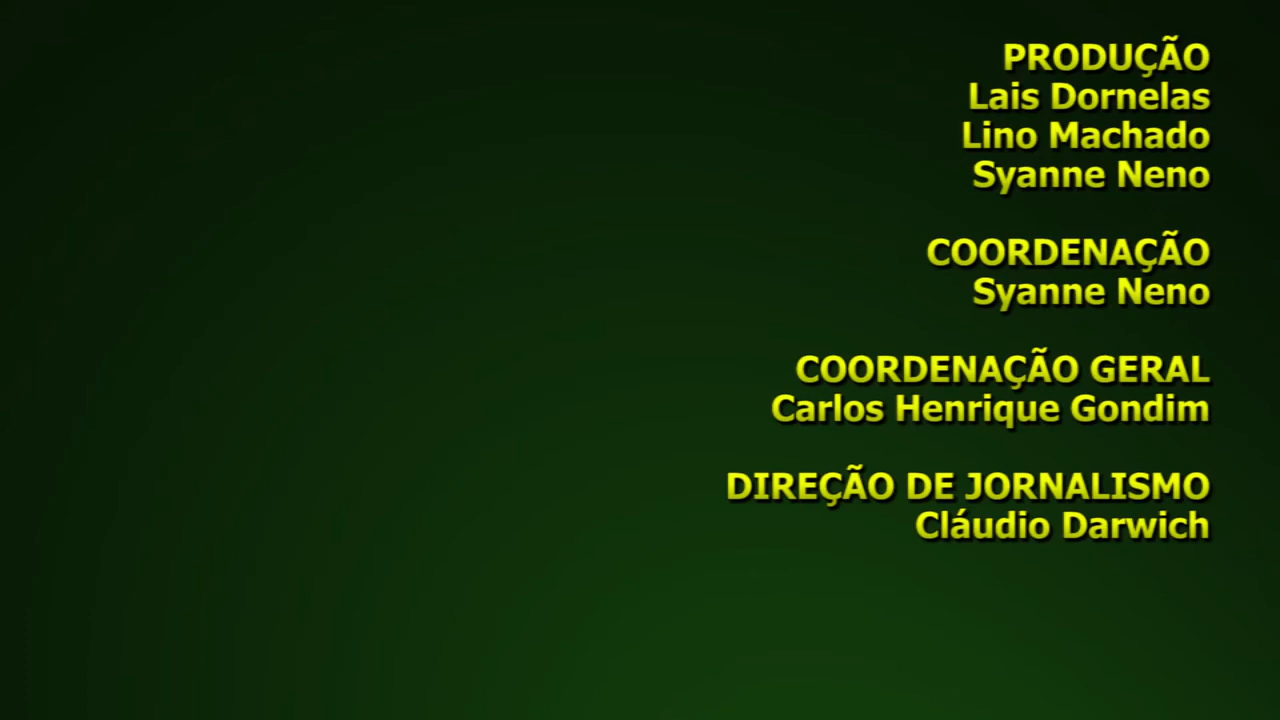 PRODUÇÃO
Lais Dornelas
Lino Machado
Syanne Neno
COORDENAÇÃO
Syanne Neno
COORDENAÇÃO GERAL
Carlos Henrique Gondim
DIREÇÃO DE JORNALISMO
Cláudio Darwich